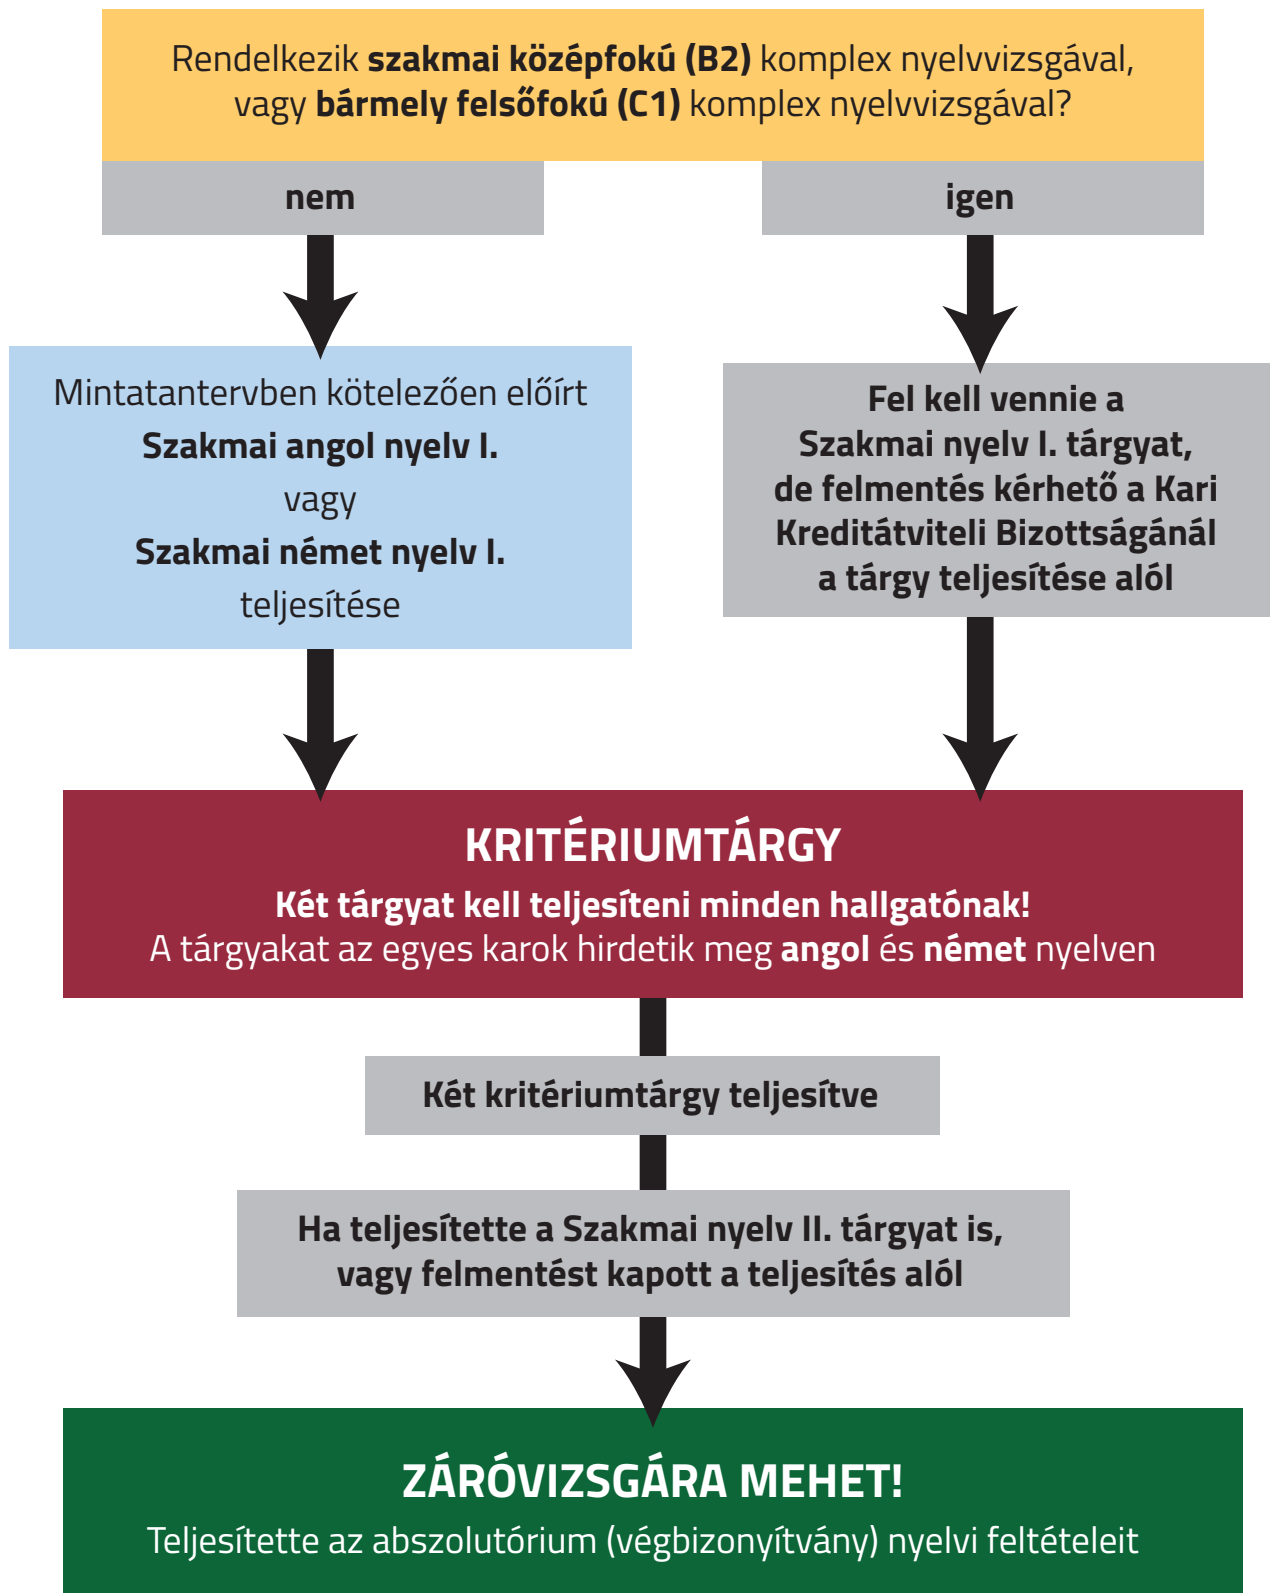 Rendelkezik szakmai középfokú (B2) komplex nyelvvizsgával,
vagy bármely felsőfokú (C1) komplex nyelvvizsgával?
nem
igen
Mintatantervben kötelezően előírt
Szakmai angol nyelv I.
vagy
Szakmai német nyelv I.
teljesítése
Fel kell vennie a
Szakmai nyelv I. tárgyat,
de felmentés kérhető a Kari
Kreditátviteli Bizottságánál
a tárgy teljesítése alól
KRITÉRIUMTÁRGY
Két tárgyat kell teljesíteni minden hallgatónak!
A tárgyakat az egyes karok hirdetik meg angol és német nyelven
Két kritériumtárgy teljesítve
Ha teljesítette a Szakmai nyelv II. tárgyat is,
vagy felmentést kapott a teljesítés alól
ZÁRÓVIZSGÁRA MEHET!
Teljesítette az abszolutórium (végbizonyítvány) nyelvi feltételeit